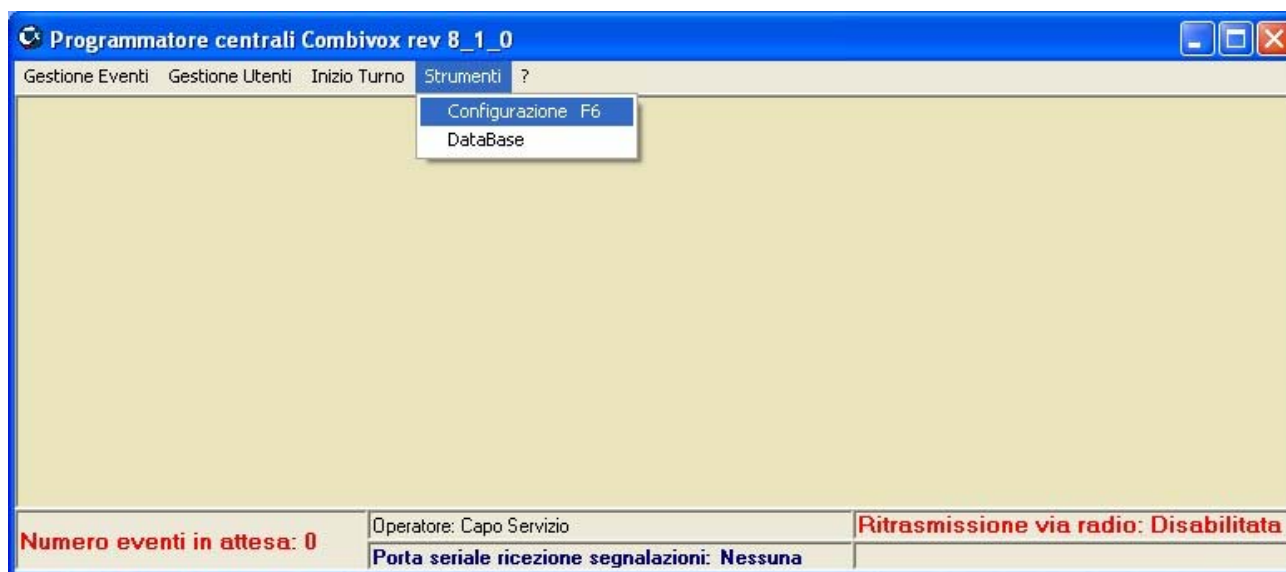 Programmatore centrali Combivox rev 8_1_0
Gestione Eventi Gestione Utenti Inizio Turno Strumenti ?
Configurazione F6
DataBase
Numero eventi in attesa: 0
Operatore: Capo Servizio
Porta seriale ricezione segnalazioni: Nessuna
Ritrasmissione via radio: Disabilitata